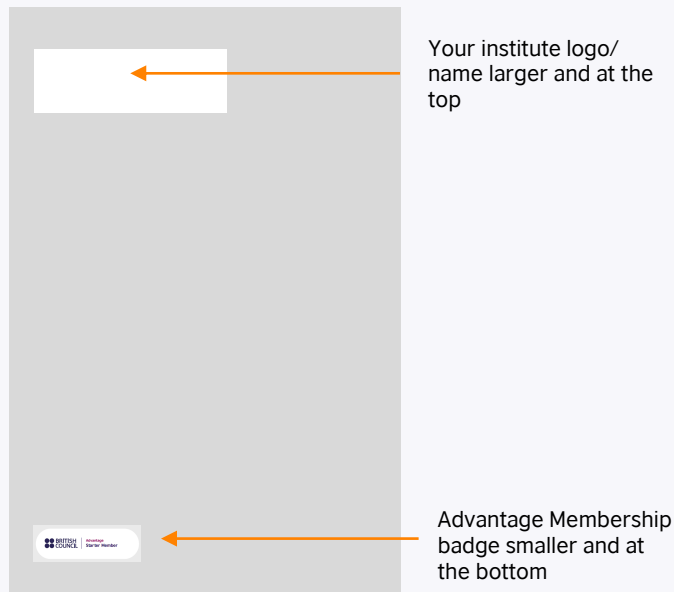 Your institute logo/
name larger and at the
top
BRITISH
COUNCIL
Advantage
Starter Member
Advantage Membership
badge smaller and at
the bottom